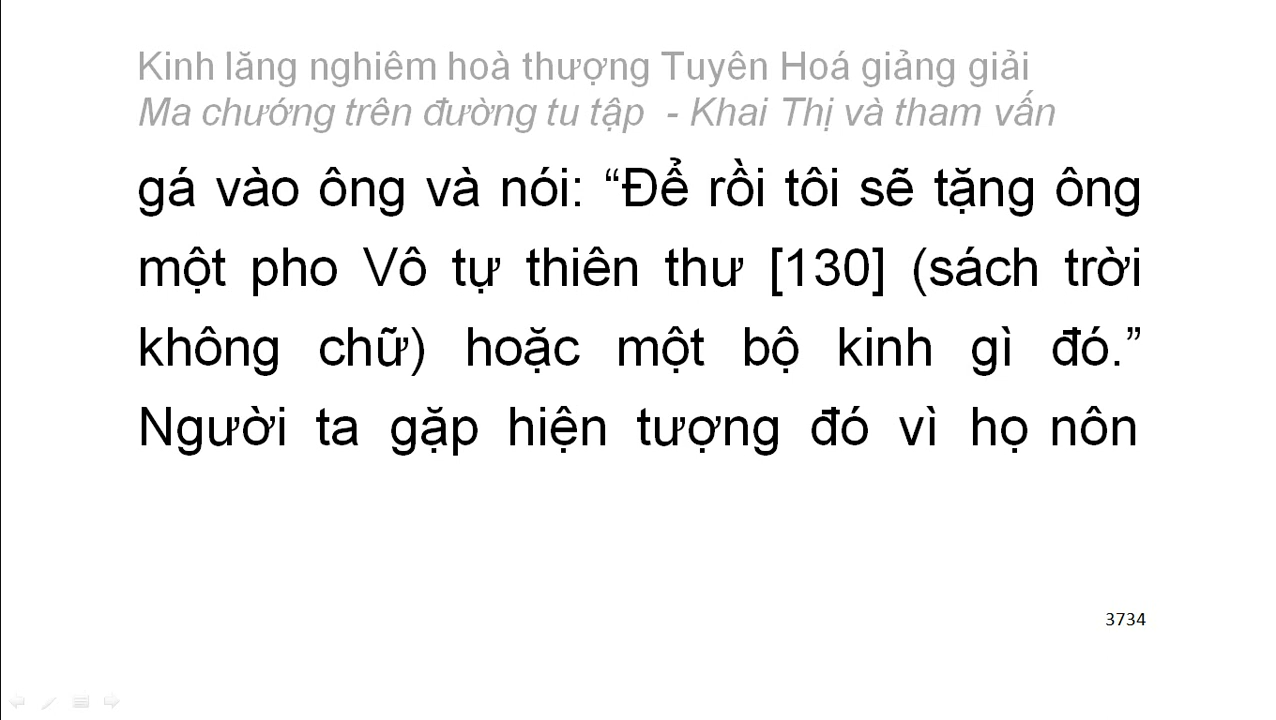 Kinh lăng nghiêm hoà thượng Tuyên Hoá giảng giải
Ma chướng trên đường tu tập - Khai Thị và tham vấn
gá vào ông và nói: “Để rồi tôi sẽ tặng ông
một pho Vô tự thiên thư [130] (sách trời
không chữ) hoặc một bộ kinh gì đó.”
Người ta gặp hiện tượng đó vì họ nôn
3734